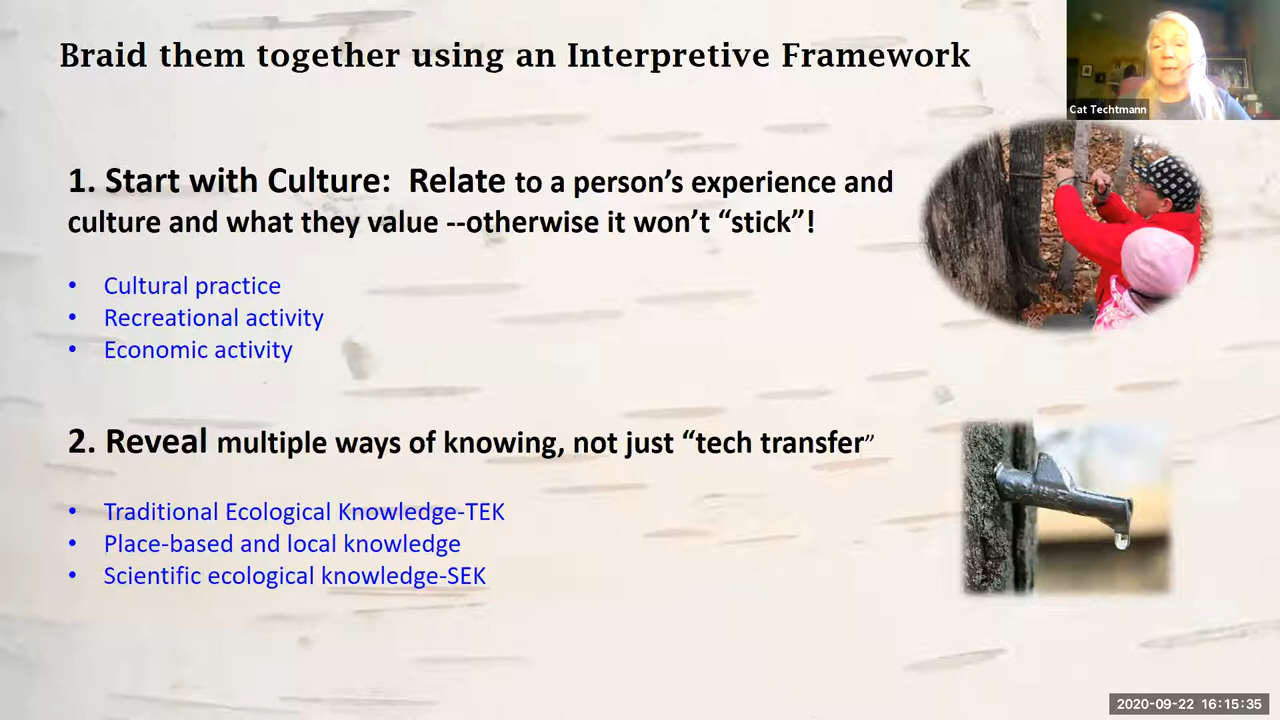 Braid them together using an Interpretive Framework
Cat Techtmann
1. Start with Culture:  Relate to a person’s experience and
culture and what they value --otherwise it won’t “stick”!
• Cultural practice
• Recreational activity
• Economic activity
2. Reveal multiple ways of knowing, not just “tech transfer”
• Traditional Ecological Knowledge-TEK
• Place-based and local knowledge
• Scientific ecological knowledge-SEK
2020-09-22 16:15:35